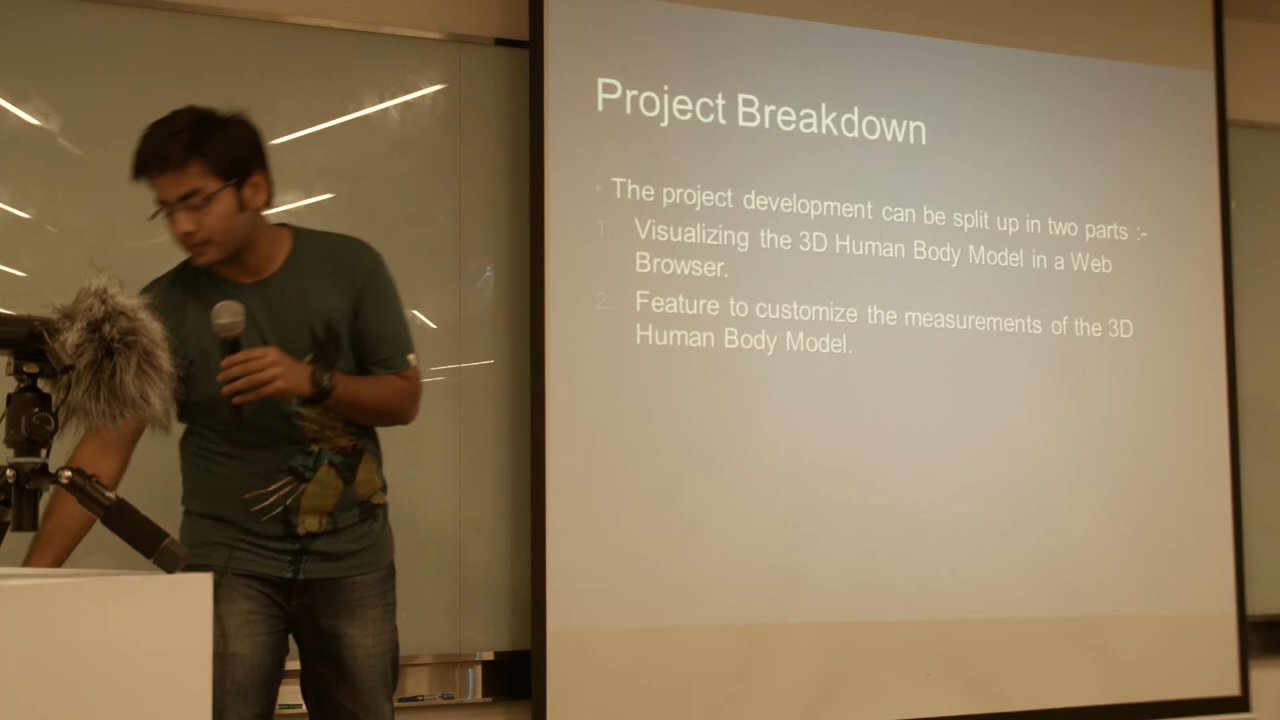 Project Breakdown
• The project development can be split up in two parts :-
1. Visualizing the 3D Human Body Model in a Web
Browser.
2. Feature to customize the measurements of the 3D
Human Body Model.